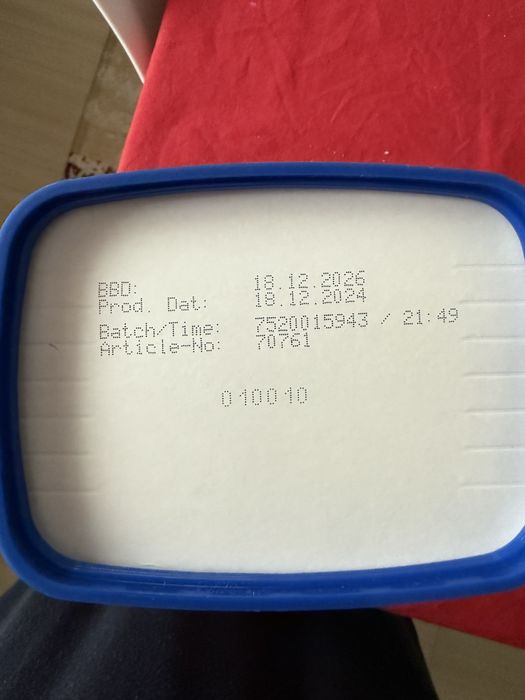 BBD: 18.12.2026
Prod. Dat: 18.12.2024
Batch/Time: 7520015943 / 21:49
Article-No: 70761
010010